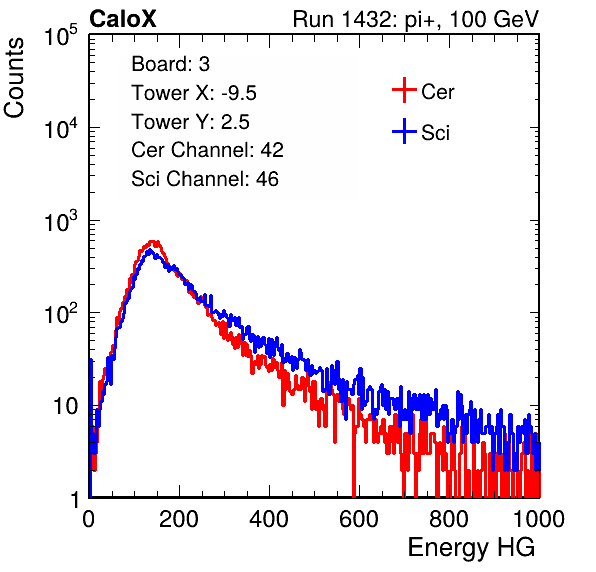 CaloX Run 1432: pi+, 100 GeV
Counts
Board: 3
Tower X: -9.5
Tower Y: 2.5
Cer Channel: 42
Sci Channel: 46
Cer
Sci
10^5
10^4
10^3
10^2
10
1
0 200 400 600 800 1000
Energy HG